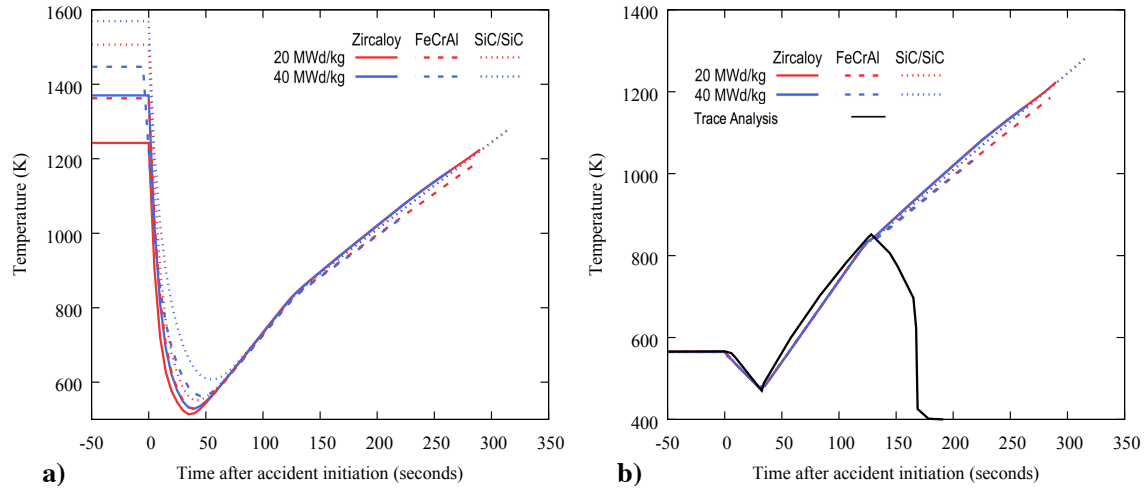 1600
1400
1200
1000
800
600
Temperature (K)
Zircaloy FeCrAl SiC/SiC
20 MWd/kg
40 MWd/kg
-50 0 50 100 150 200 250 300 350
Time after accident initiation (seconds)
a)
1400
1200
1000
800
600
400
Temperature (K)
Zircaloy FeCrAl SiC/SiC
20 MWd/kg
40 MWd/kg
Trace Analysis
-50 0 50 100 150 200 250 300 350
Time after accident initiation (seconds)
b)